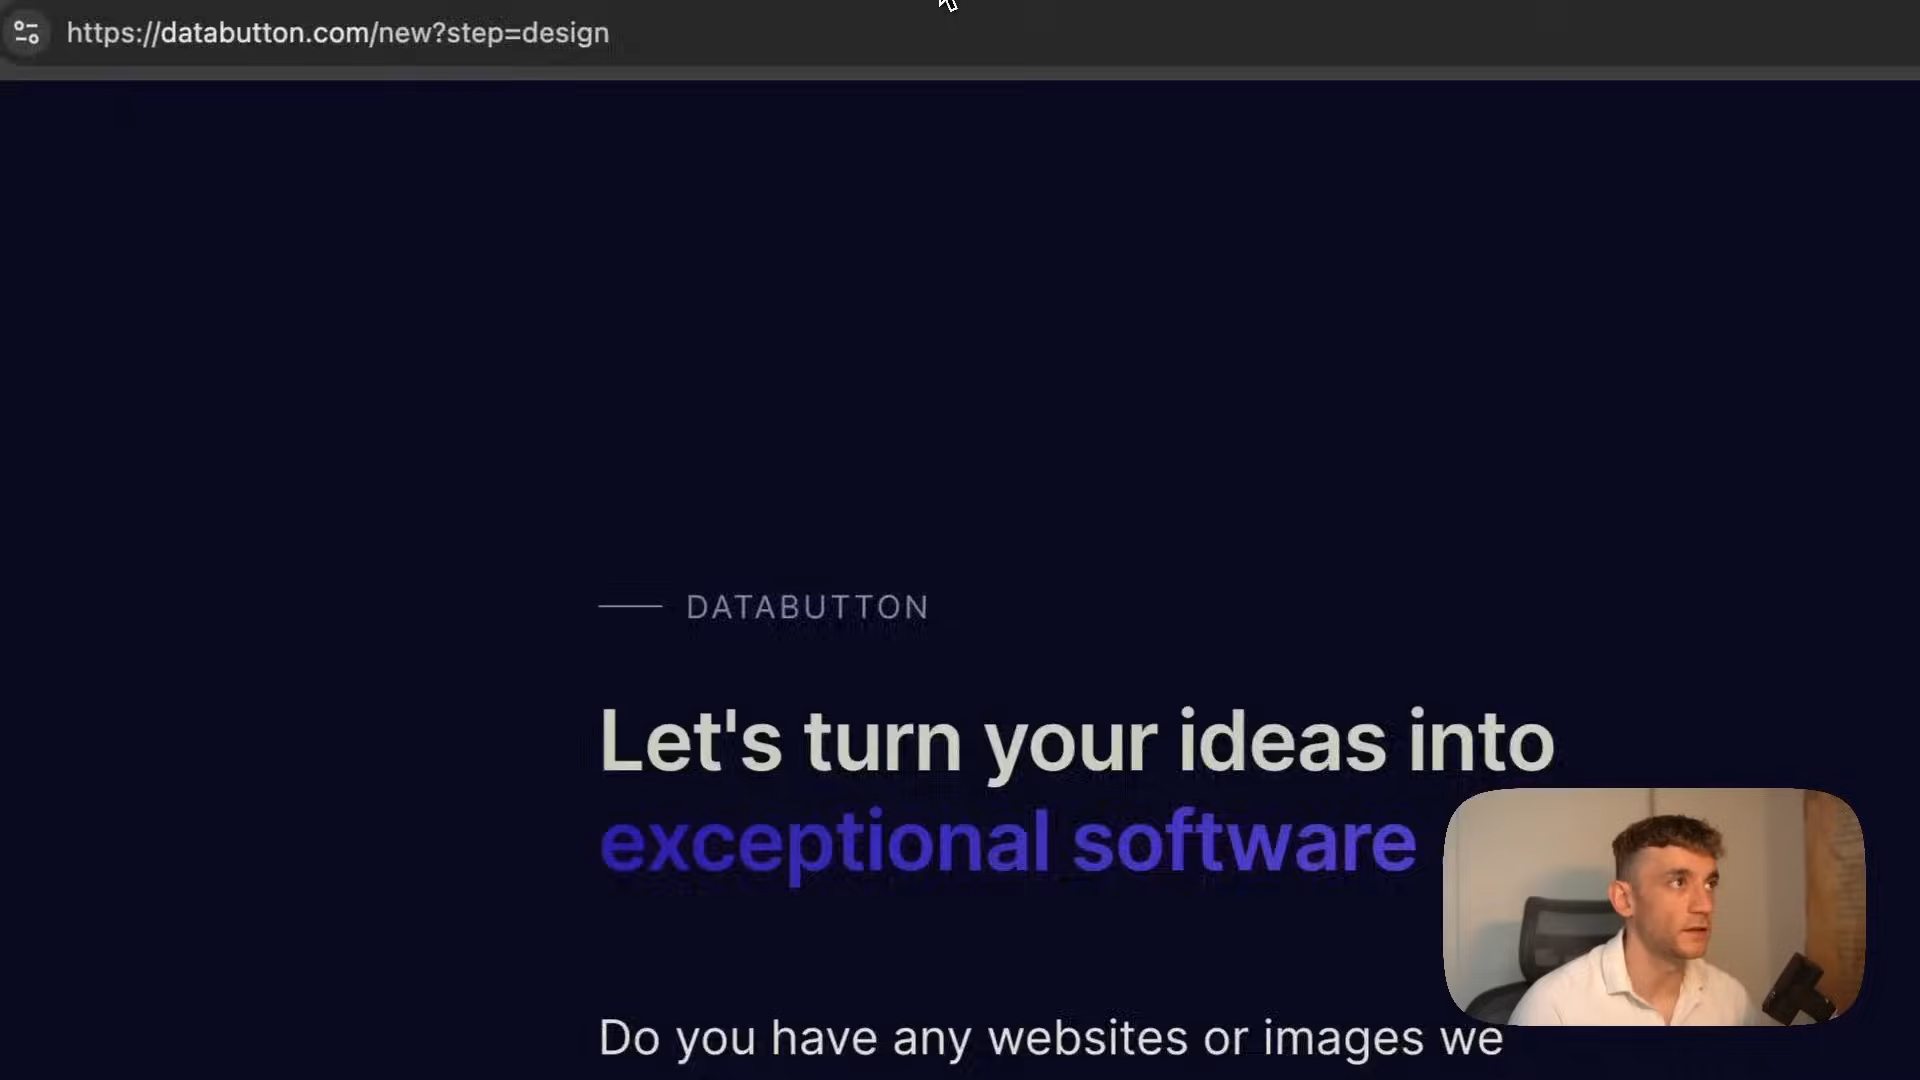 https://databutton.com/new?step=design
DATABUTTON
Let's turn your ideas into
exceptional software
Do you have any websites or images we